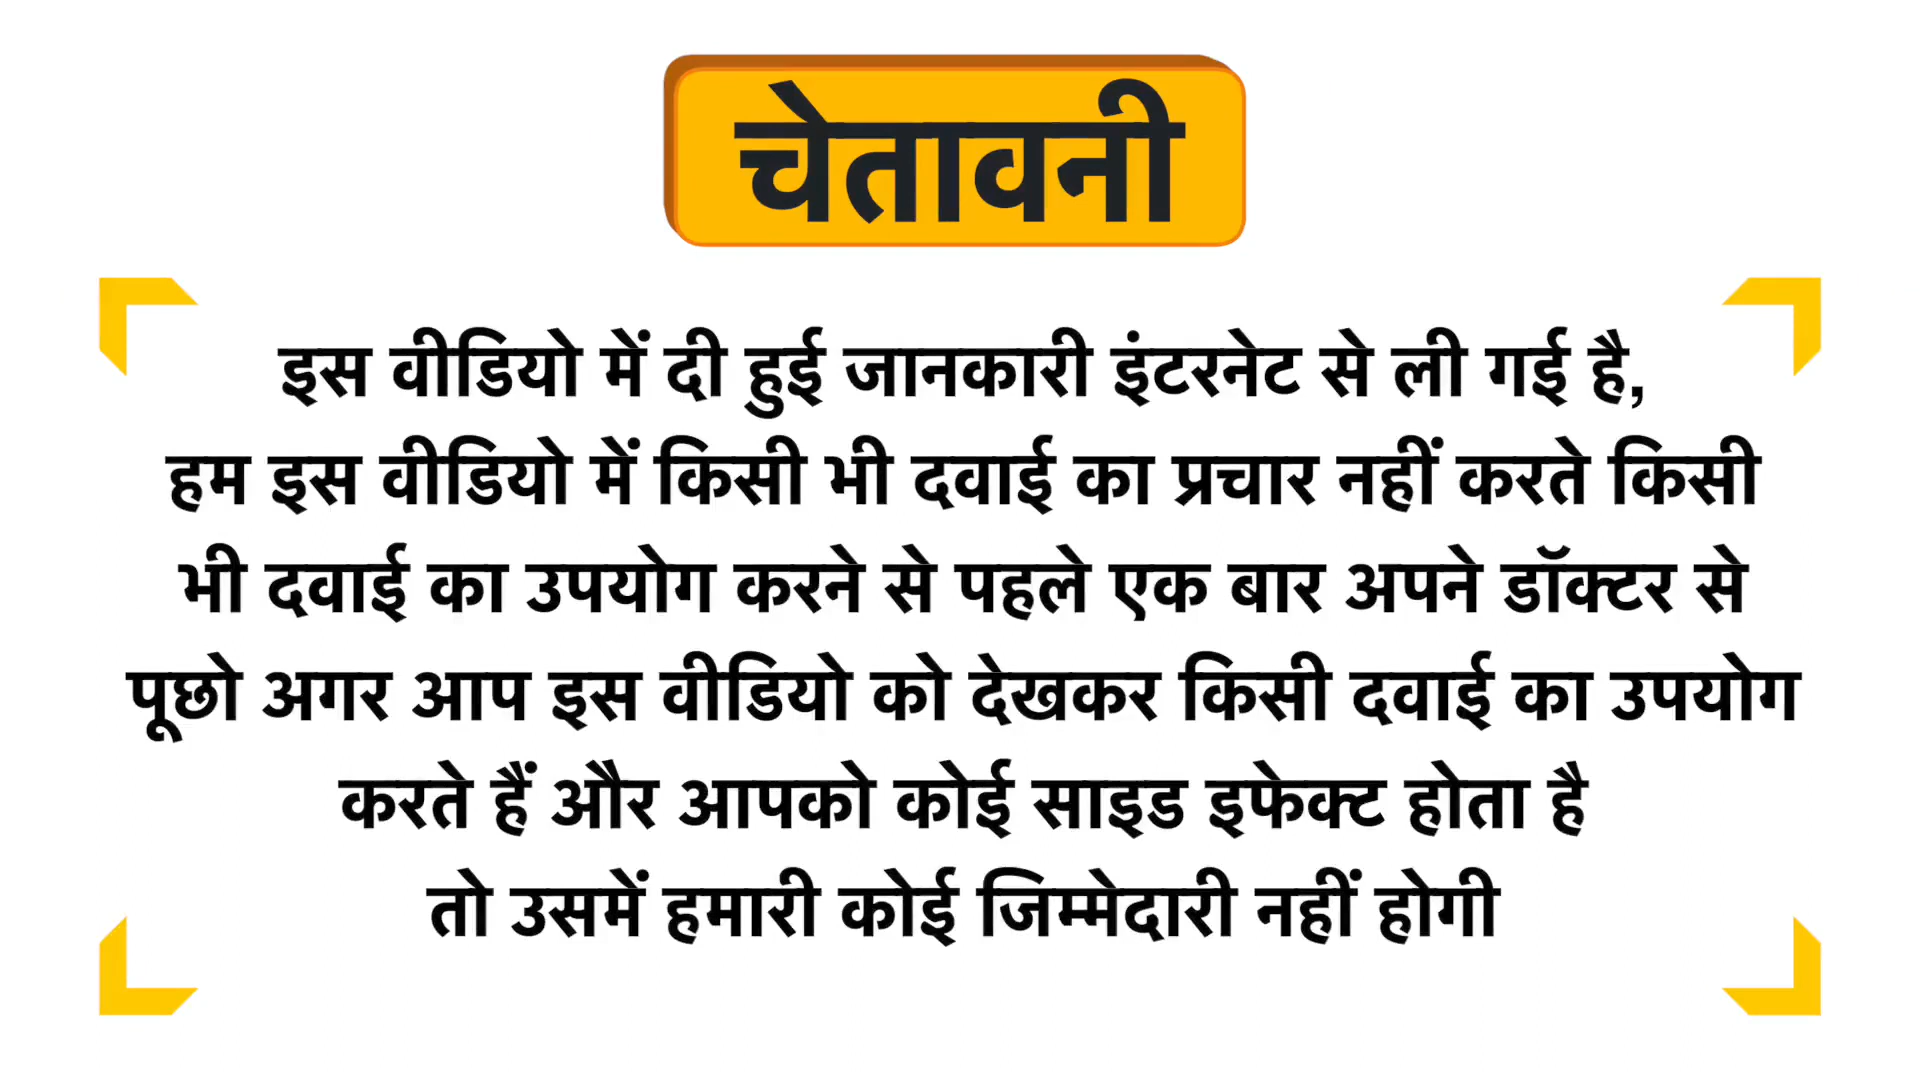 चेतावनी
इस वीडियो में दी हुई जानकारी इंटरनेट से ली गई है,
हम इस वीडियो में किसी भी दवाई का प्रचार नहीं करते किसी
भी दवाई का उपयोग करने से पहले एक बार अपने डॉक्टर से
पूछो अगर आप इस वीडियो को देखकर किसी दवाई का उपयोग
करते हैं और आपको कोई साइड इफेक्ट होता है
तो उसमें हमारी कोई जिम्मेदारी नहीं होगी